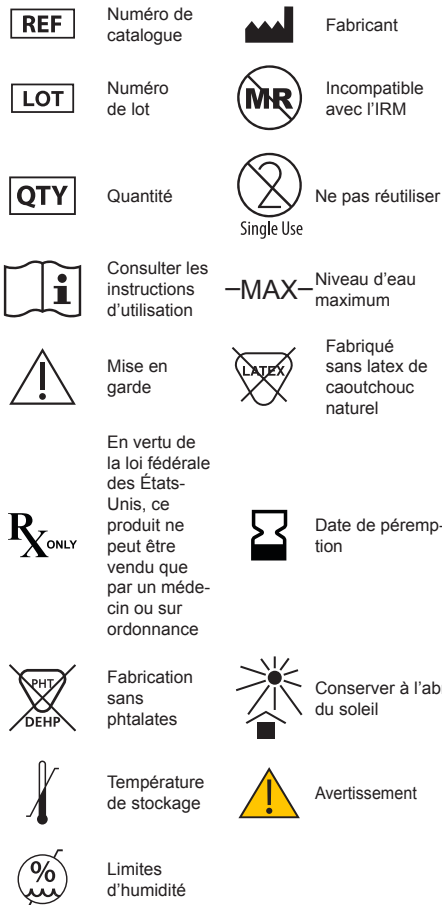 REF
Numéro de
catalogue
Fabricant
LOT
Numéro
de lot
MR
Incompatible
avec l'IRM
QTY
Quantité
2
Single Use
Ne pas réutiliser
i
Consulter les
instructions
d'utilisation
-MAX-
Niveau d'eau
maximum
!
Mise en
garde
LATEX
Fabriqué
sans latex de
caoutchouc
naturel
Rx ONLY
En vertu de
la loi fédérale
des États-
Unis, ce
produit ne
peut être
vendu que
par un méde-
cin ou sur
ordonnance
Date de péremp-
tion
PHT
DEHP
Fabrication
sans
phtalates
Conserver à l'abri
du soleil
Température
de stockage
!
Avertissement
%
Limites
d'humidité